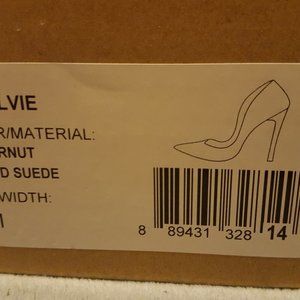 LVIE
R/MATERIAL:
RNUT
D SUEDE
WIDTH:
8 89431 328 14